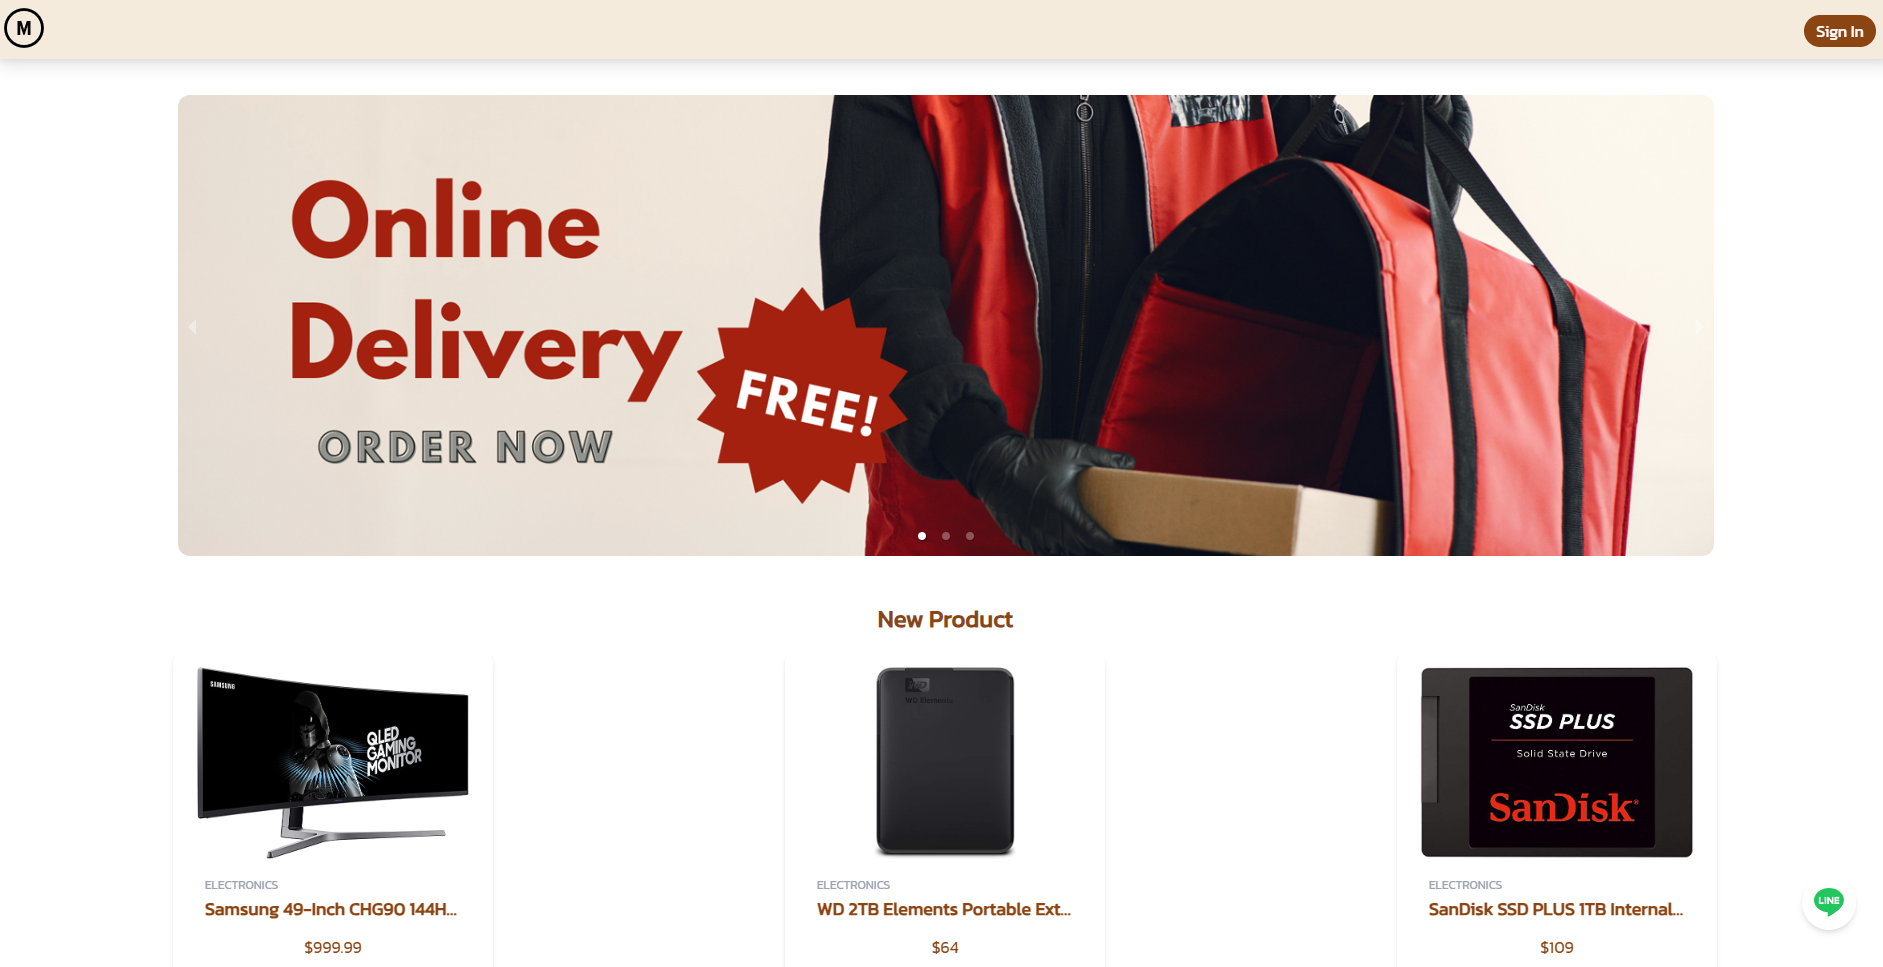 M
Sign In
Online
Delivery
FREE!
ORDER NOW
New Product
SAMSUNG
QLED
GAMING
MONITOR
WD
WD Elements
SanDisk
SSD PLUS
Solid State Drive
SanDisk®
ELECTRONICS
Samsung 49-Inch CHG90 144H...
$999.99
ELECTRONICS
WD 2TB Elements Portable Ext...
$64
ELECTRONICS
SanDisk SSD PLUS 1TB Internal...
$109
LINE